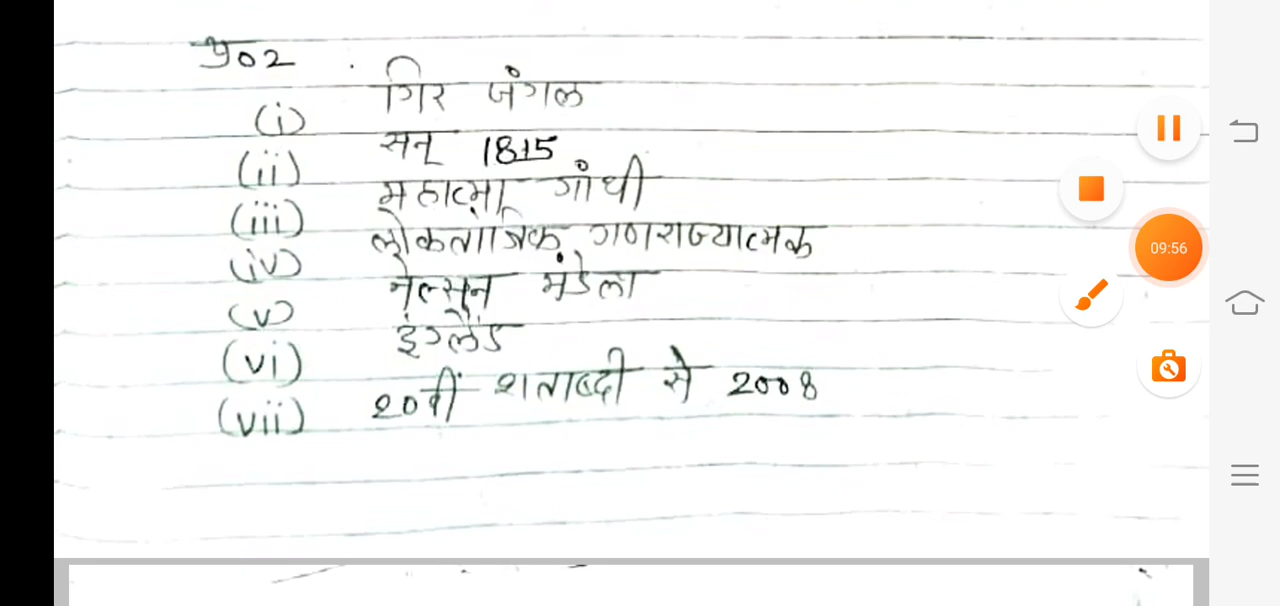 प्र02
(i) गिर जंगल
(ii) सन् 1815
(iii) महात्मा गांधी
(iv) लोकतांत्रिक गणराज्यात्मक
(v) नेल्सन मंडेला
(vi) इंग्लैंड
(vii) 20वीं शताब्दी से 2008
09:56